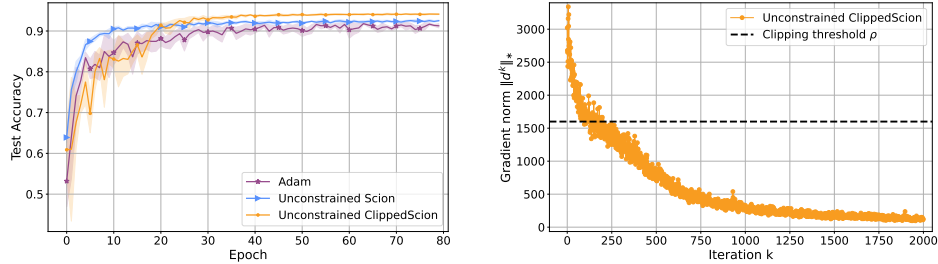 Test Accuracy
0.9
0.8
0.7
0.6
0.5
0 10 20 30 40 50 60 70 80
Epoch
Adam
Unconstrained Scion
Unconstrained ClippedScion
Gradient norm ‖d^k‖_*
3000
2500
2000
1500
1000
500
0
0 250 500 750 1000 1250 1500 1750 2000
Iteration k
Unconstrained ClippedScion
Clipping threshold ρ